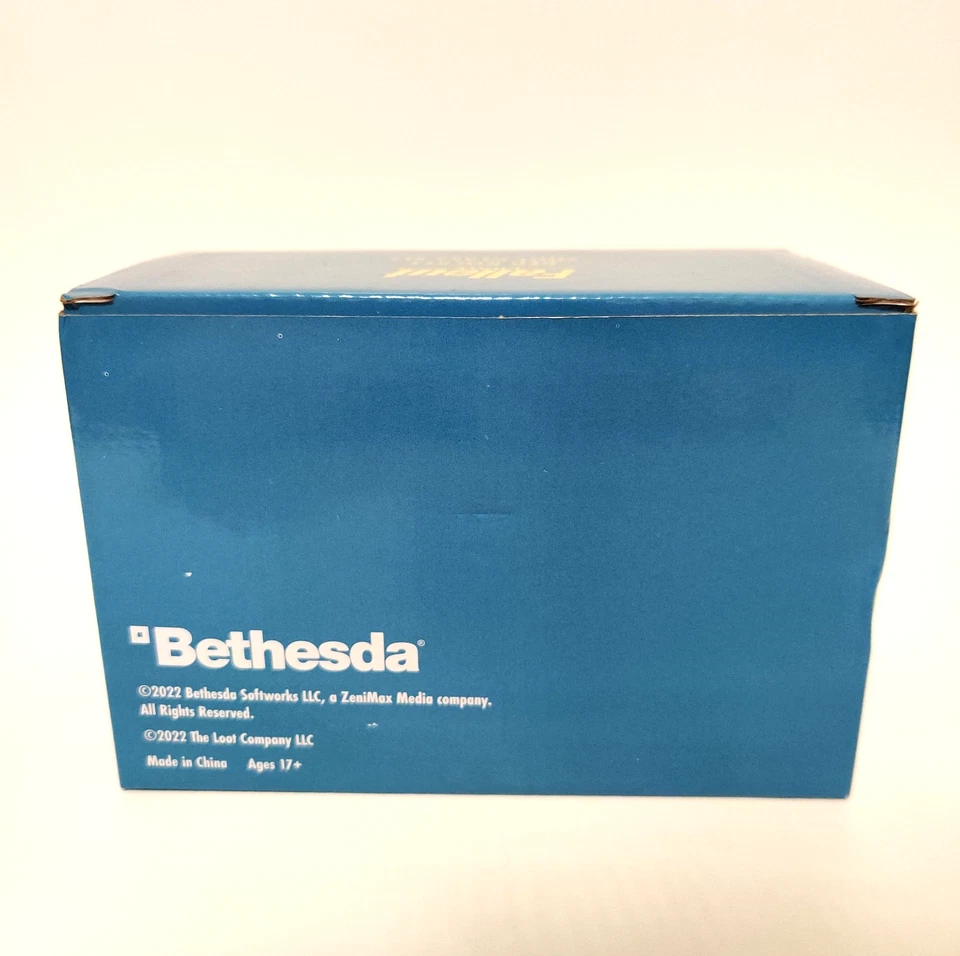 Fallout
Bethesda®
©2022 Bethesda Softworks LLC, a ZeniMax Media company.
All Rights Reserved.
©2022 The Loot Company LLC
Made in China Ages 17+